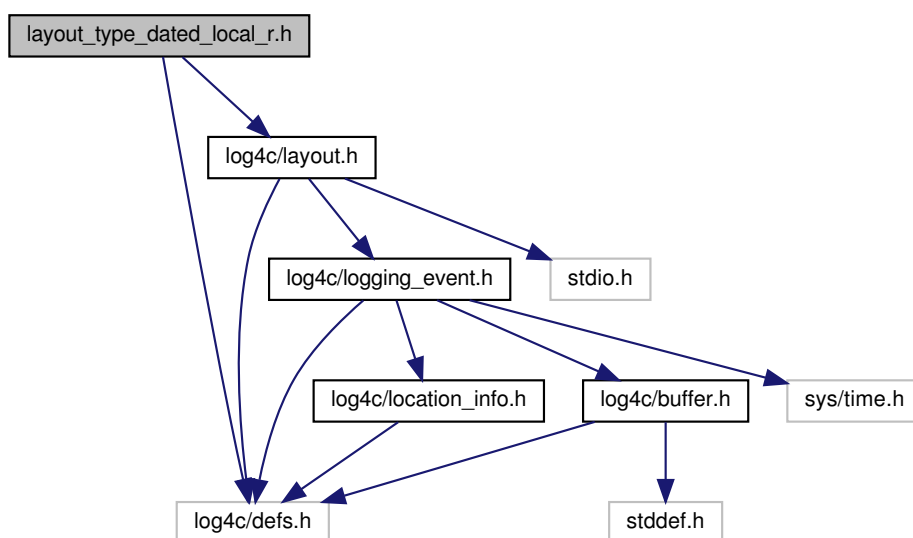 layout_type_dated_local_r.h
log4c/layout.h
log4c/logging_event.h
stdio.h
log4c/location_info.h
log4c/buffer.h
sys/time.h
log4c/defs.h
stddef.h